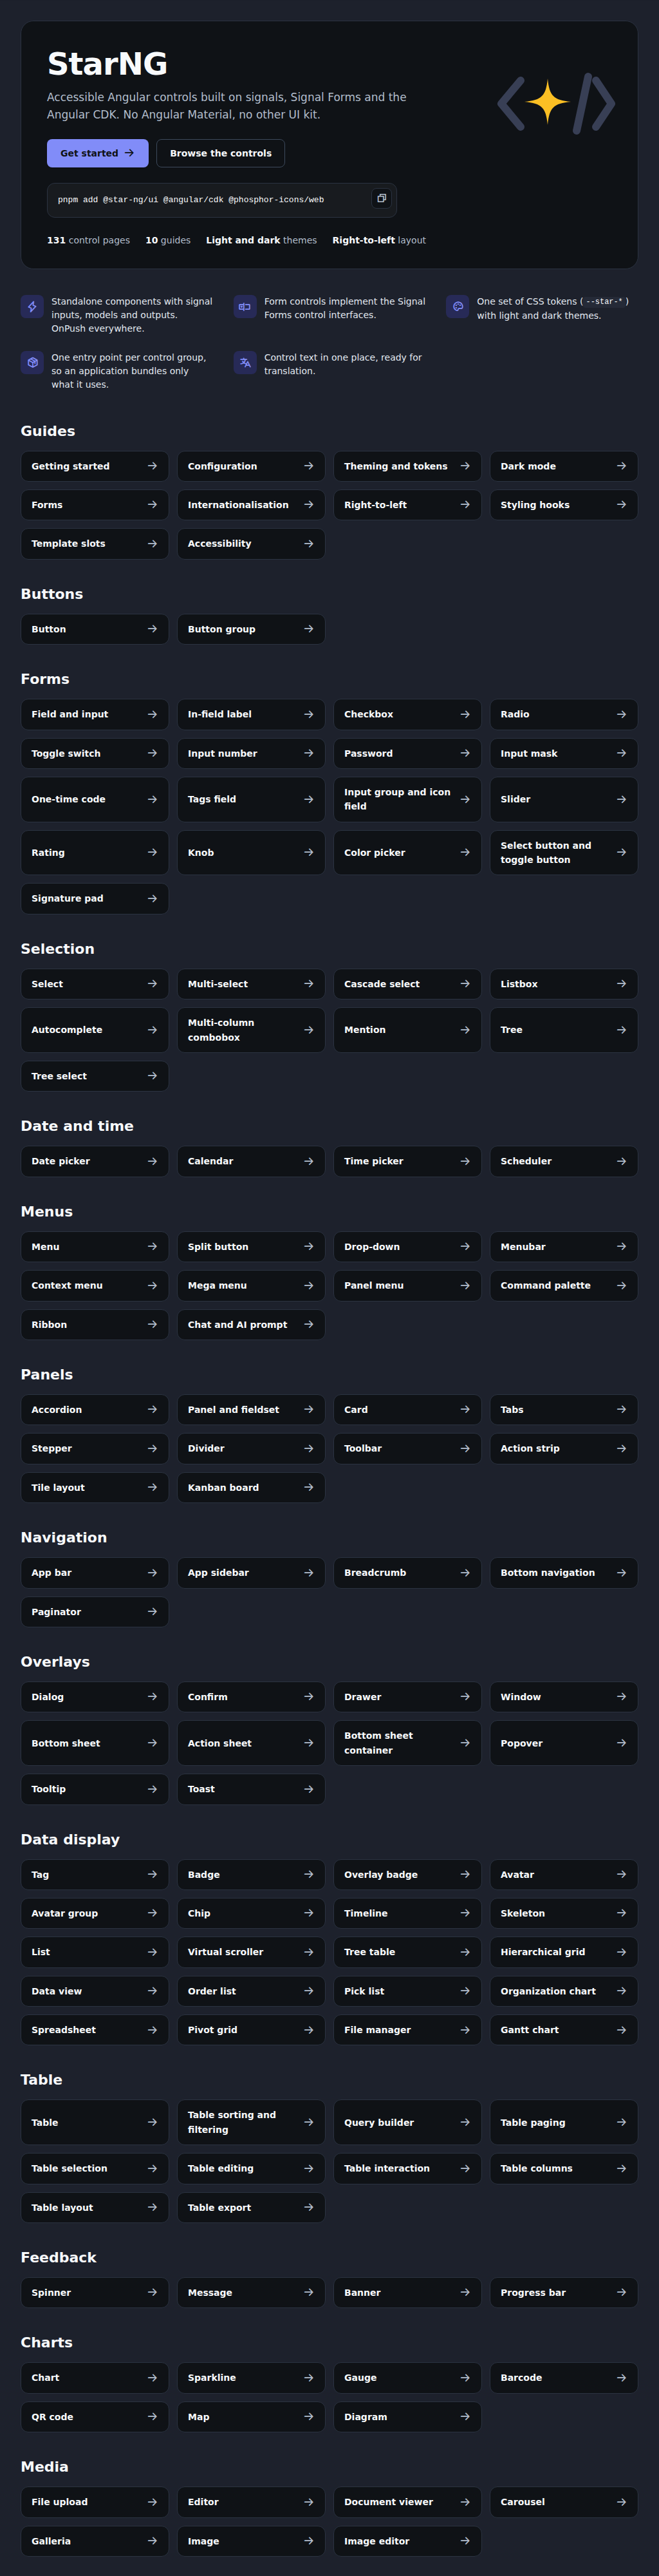 StarNG
Accessible Angular controls built on signals, Signal Forms and the
Angular CDK. No Angular Material, no other UI kit.
Get started
Browse the controls
pnpm add @star-ng/ui @angular/cdk @phosphor-icons/web
131 control pages 10 guides Light and dark themes Right-to-left layout
Standalone components with signal
inputs, models and outputs.
OnPush everywhere.
Form controls implement the Signal
Forms control interfaces.
One set of CSS tokens ( --star-* )
with light and dark themes.
One entry point per control group,
so an application bundles only
what it uses.
Control text in one place, ready for
translation.
Guides
Getting started
Configuration
Theming and tokens
Dark mode
Forms
Internationalisation
Right-to-left
Styling hooks
Template slots
Accessibility
Buttons
Button
Button group
Forms
Field and input
In-field label
Checkbox
Radio
Toggle switch
Input number
Password
Input mask
One-time code
Tags field
Input group and icon
field
Slider
Rating
Knob
Color picker
Select button and
toggle button
Signature pad
Selection
Select
Multi-select
Cascade select
Listbox
Autocomplete
Multi-column
combobox
Mention
Tree
Tree select
Date and time
Date picker
Calendar
Time picker
Scheduler
Menus
Menu
Split button
Drop-down
Menubar
Context menu
Mega menu
Panel menu
Command palette
Ribbon
Chat and AI prompt
Panels
Accordion
Panel and fieldset
Card
Tabs
Stepper
Divider
Toolbar
Action strip
Tile layout
Kanban board
Navigation
App bar
App sidebar
Breadcrumb
Bottom navigation
Paginator
Overlays
Dialog
Confirm
Drawer
Window
Bottom sheet
Action sheet
Bottom sheet
container
Popover
Tooltip
Toast
Data display
Tag
Badge
Overlay badge
Avatar
Avatar group
Chip
Timeline
Skeleton
List
Virtual scroller
Tree table
Hierarchical grid
Data view
Order list
Pick list
Organization chart
Spreadsheet
Pivot grid
File manager
Gantt chart
Table
Table
Table sorting and
filtering
Query builder
Table paging
Table selection
Table editing
Table interaction
Table columns
Table layout
Table export
Feedback
Spinner
Message
Banner
Progress bar
Charts
Chart
Sparkline
Gauge
Barcode
QR code
Map
Diagram
Media
File upload
Editor
Document viewer
Carousel
Galleria
Image
Image editor